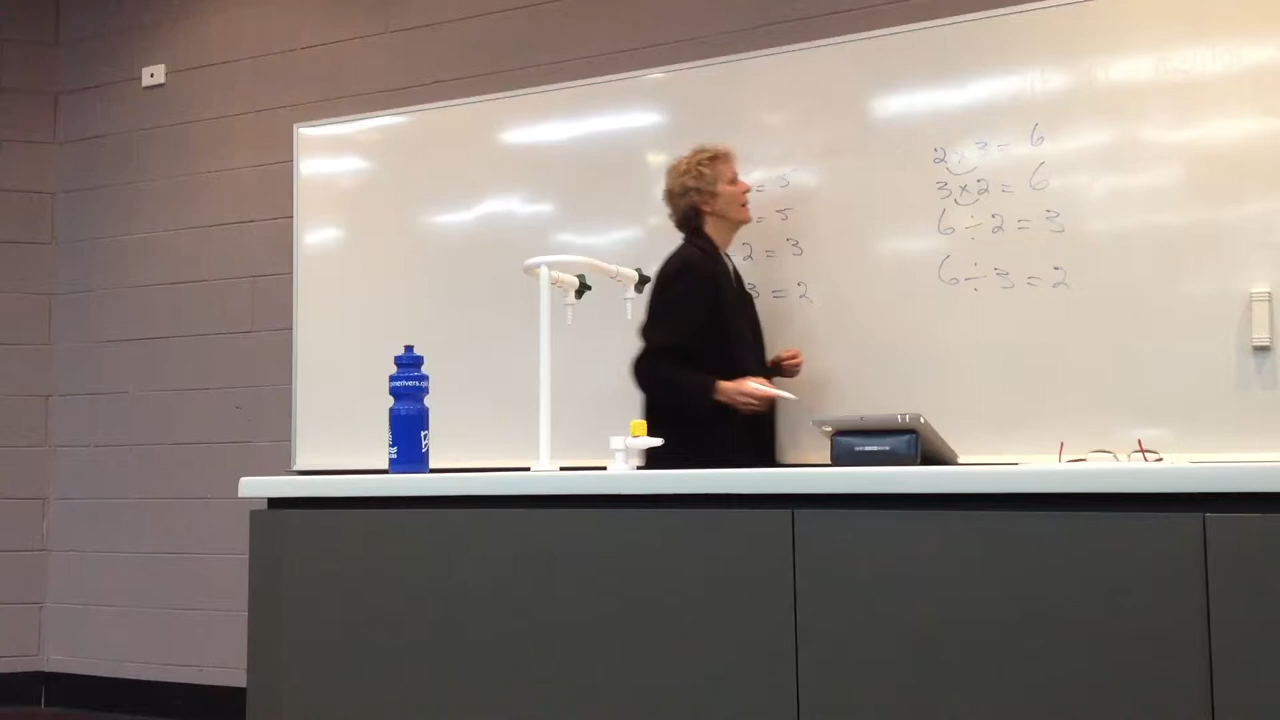 = 5
= 5
-2 = 3
3 = 2
2 × 3 = 6
3 × 2 = 6
6 ÷ 2 = 3
6 ÷ 3 = 2